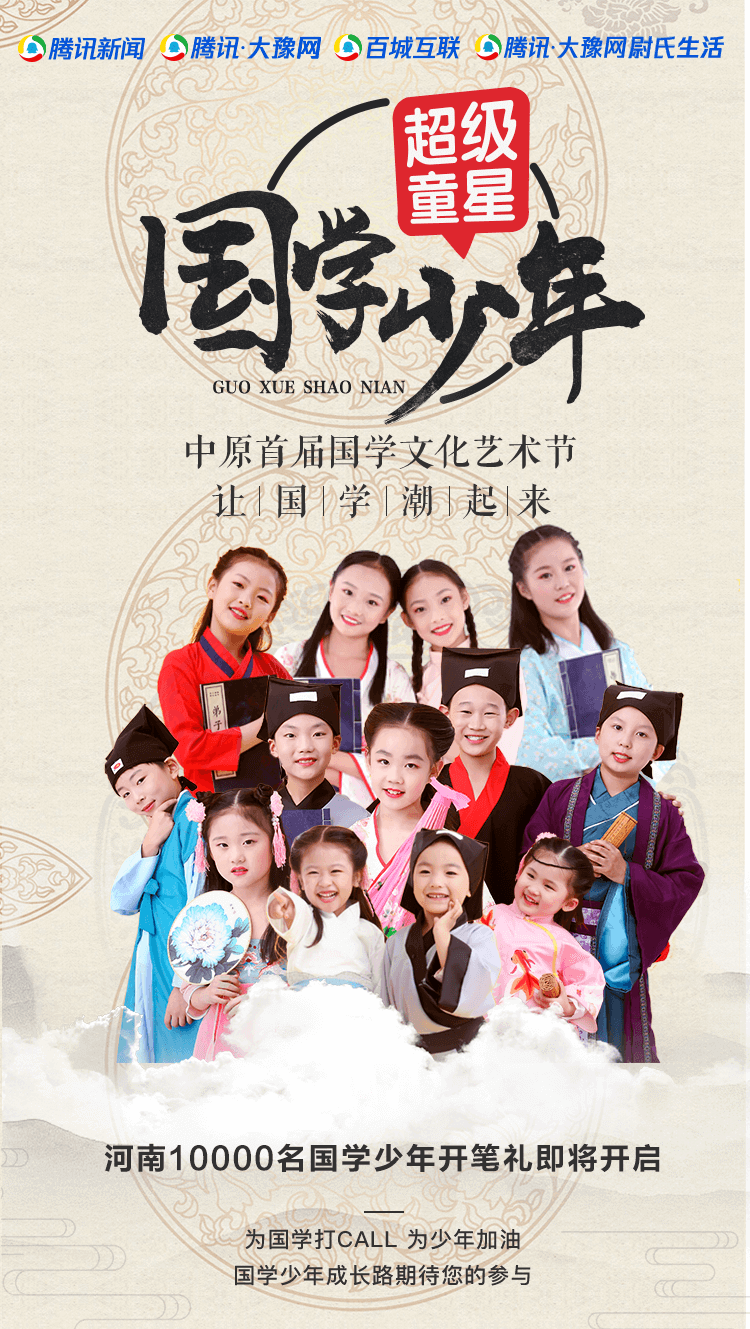 腾讯新闻 腾讯·大豫网 百城互联 腾讯·大豫网尉氏生活
超级
童星
国学少年
GUO XUE SHAO NIAN
中原首届国学文化艺术节
让|国|学|潮|起|来
弟子
河南10000名国学少年开笔礼即将开启
为国学打CALL 为少年加油
国学少年成长路期待您的参与